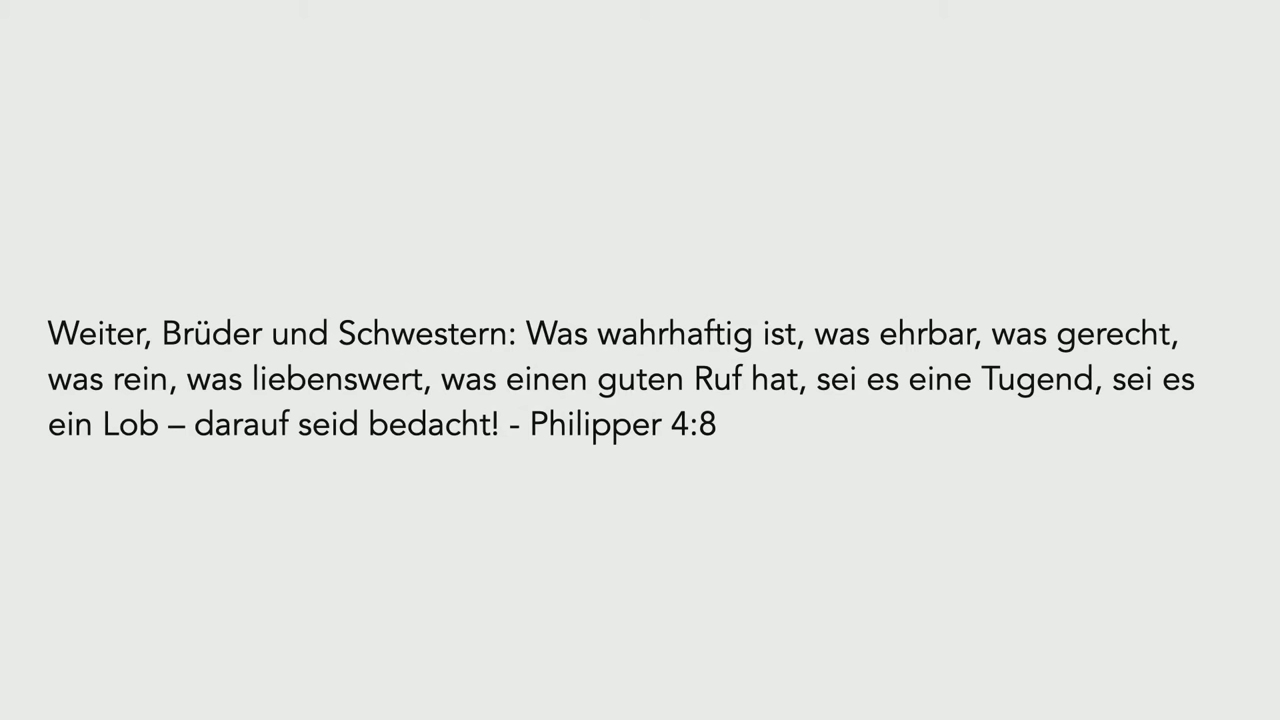 Weiter, Brüder und Schwestern: Was wahrhaftig ist, was ehrbar, was gerecht,
was rein, was liebenswert, was einen guten Ruf hat, sei es eine Tugend, sei es
ein Lob – darauf seid bedacht! - Philipper 4:8